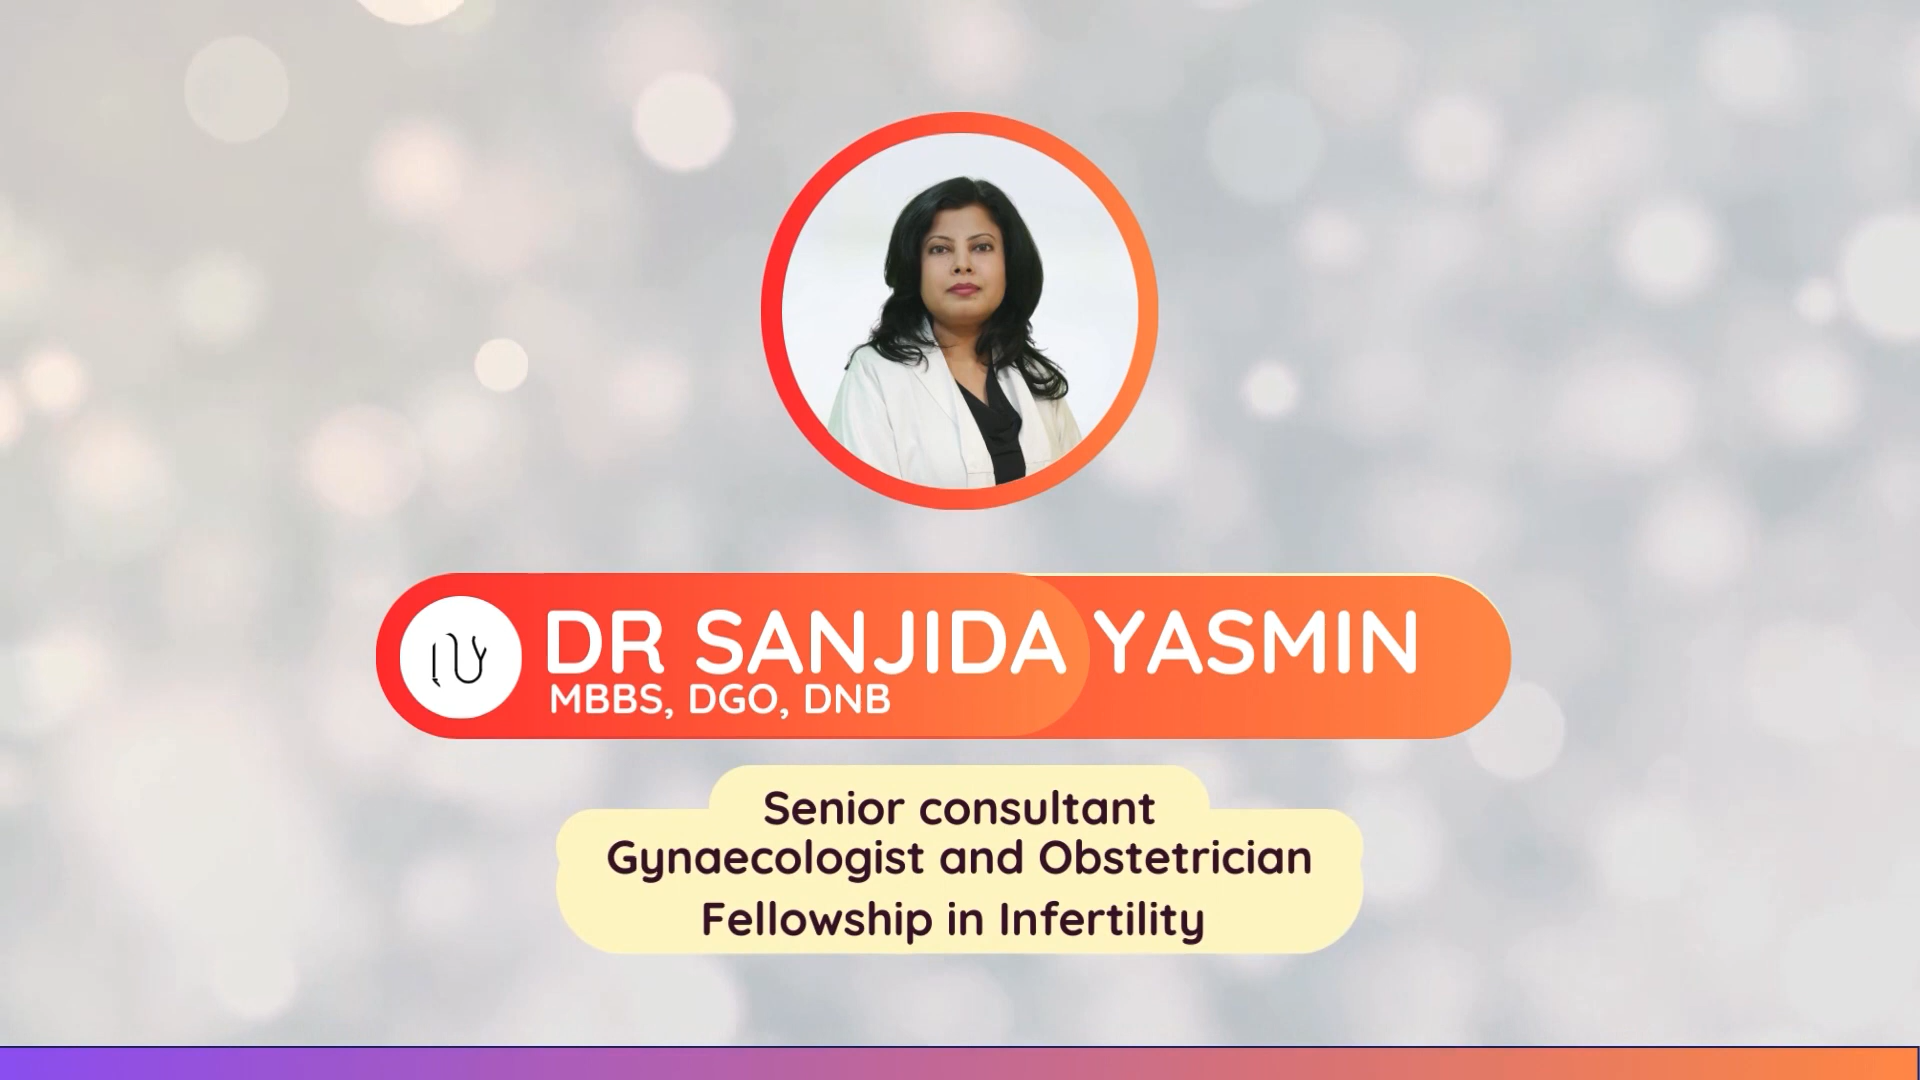 DR SANJIDA YASMIN
MBBS, DGO, DNB
Senior consultant
Gynaecologist and Obstetrician
Fellowship in Infertility